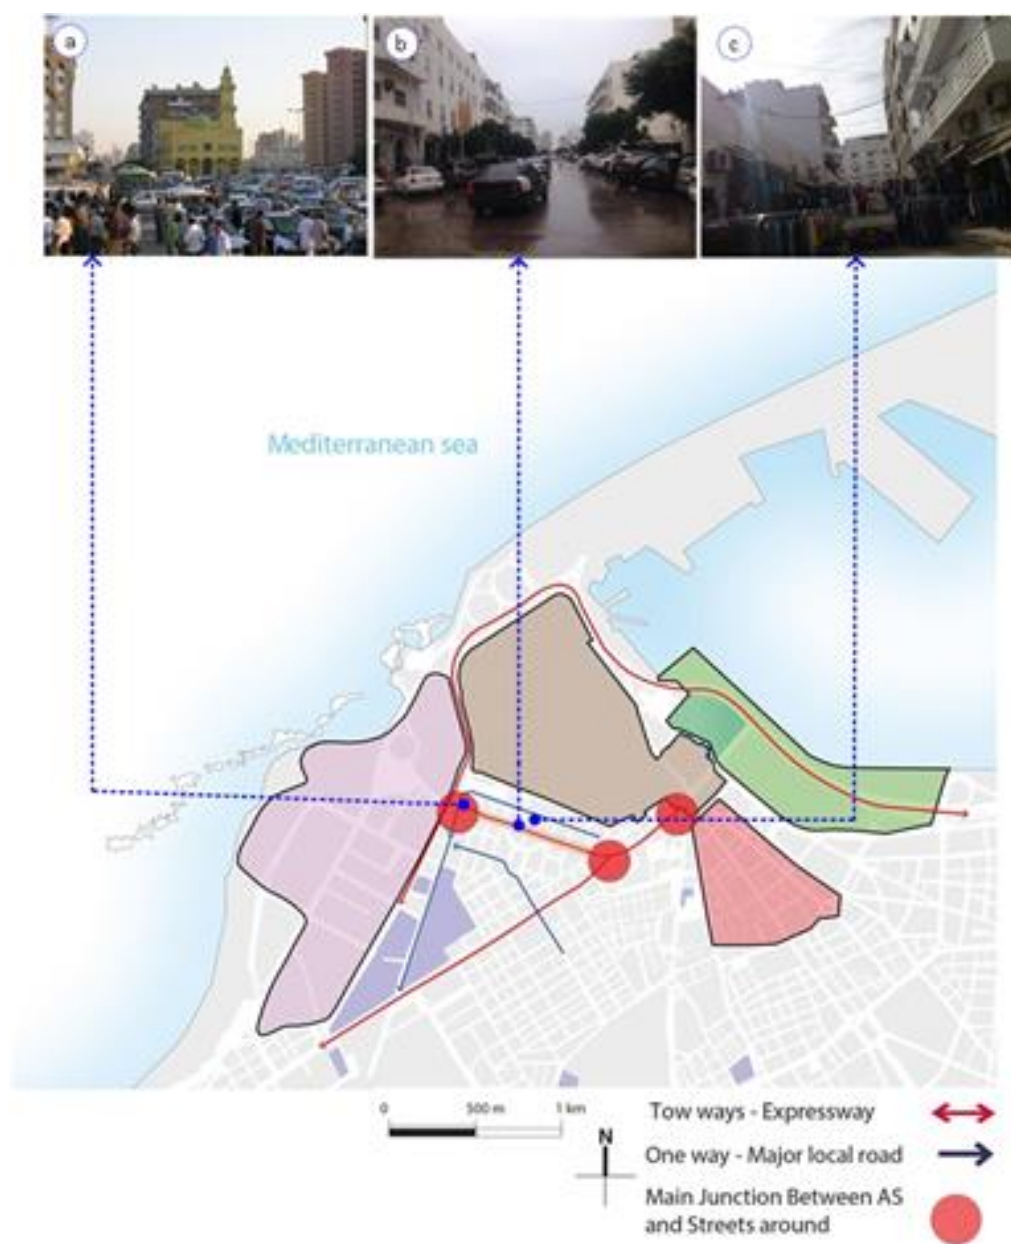 a
b
c
Mediterranean sea
0 500 m 1 km
N
Tow ways - Expressway
One way - Major local road
Main Junction Between AS
and Streets around